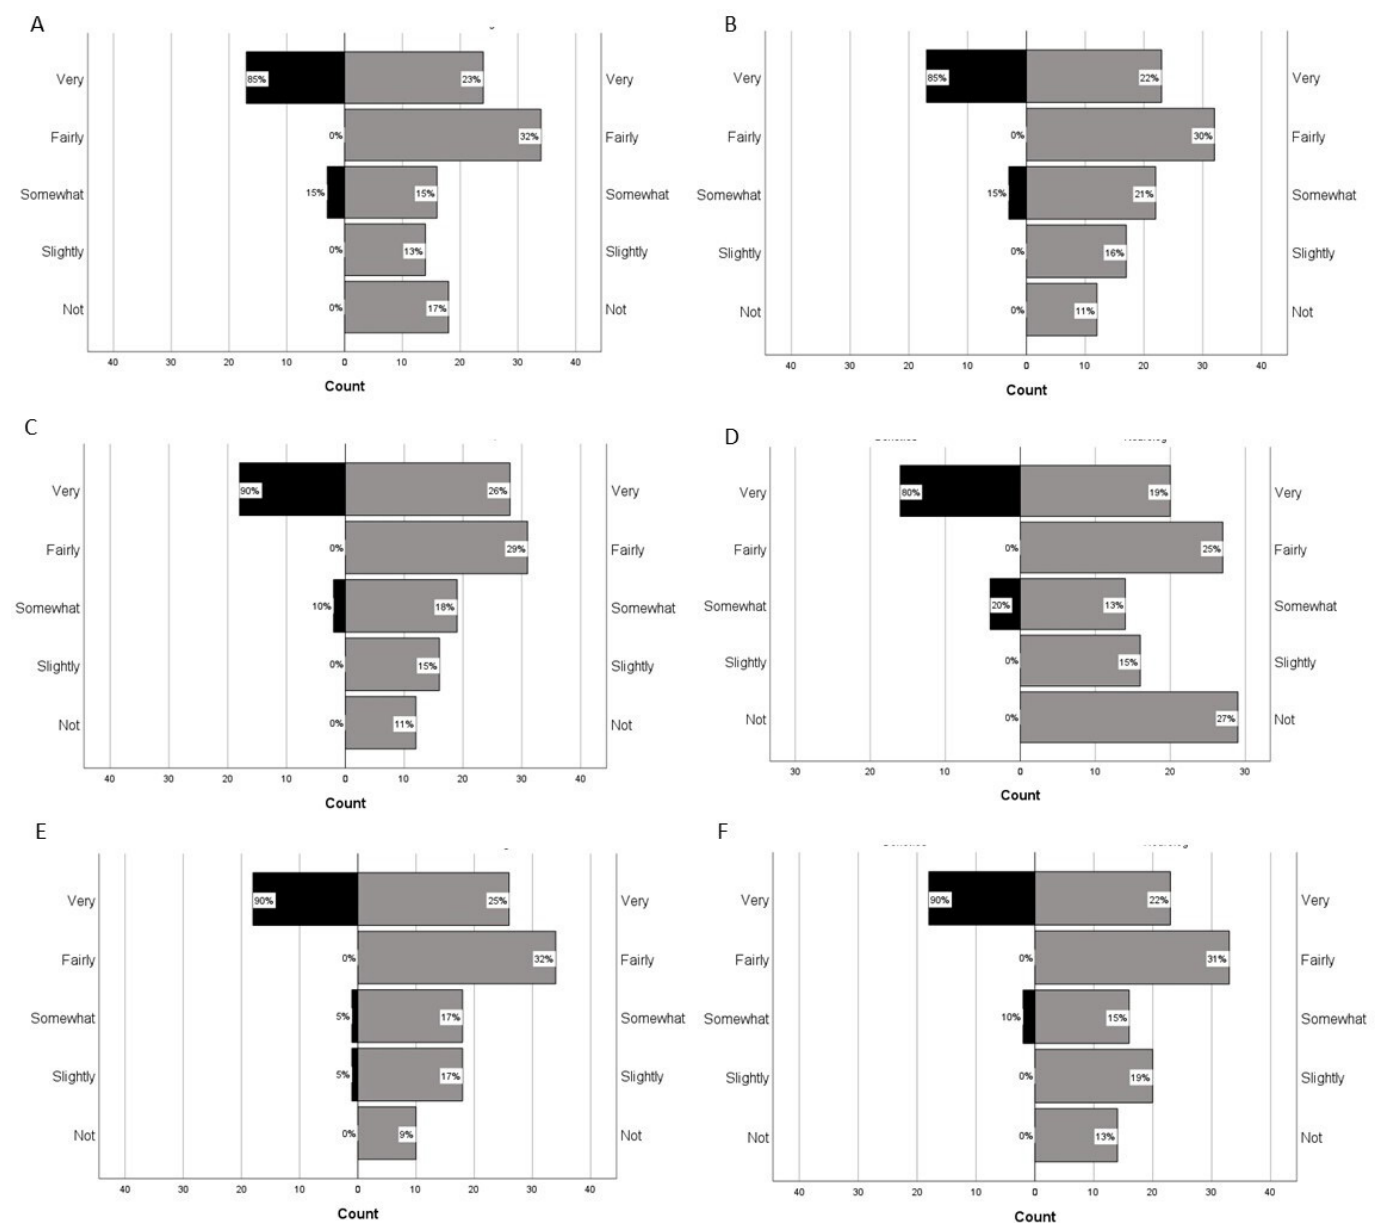 A
Very 85% 23% Very
Fairly 0% 32% Fairly
Somewhat 15% 15% Somewhat
Slightly 0% 13% Slightly
Not 0% 17% Not
40 30 20 10 0 10 20 30 40
Count
B
Very 85% 22% Very
Fairly 0% 30% Fairly
Somewhat 15% 21% Somewhat
Slightly 0% 16% Slightly
Not 0% 11% Not
40 30 20 10 0 10 20 30 40
Count
C
Very 90% 26% Very
Fairly 0% 29% Fairly
Somewhat 10% 18% Somewhat
Slightly 0% 15% Slightly
Not 0% 11% Not
40 30 20 10 0 10 20 30 40
Count
D
Very 80% 19% Very
Fairly 0% 25% Fairly
Somewhat 20% 13% Somewhat
Slightly 0% 15% Slightly
Not 0% 27% Not
30 20 10 0 10 20 30
Count
E
Very 90% 25% Very
Fairly 0% 32% Fairly
Somewhat 5% 17% Somewhat
Slightly 5% 17% Slightly
Not 0% 9% Not
40 30 20 10 0 10 20 30 40
Count
F
Very 90% 22% Very
Fairly 0% 31% Fairly
Somewhat 10% 15% Somewhat
Slightly 0% 19% Slightly
Not 0% 13% Not
40 30 20 10 0 10 20 30 40
Count